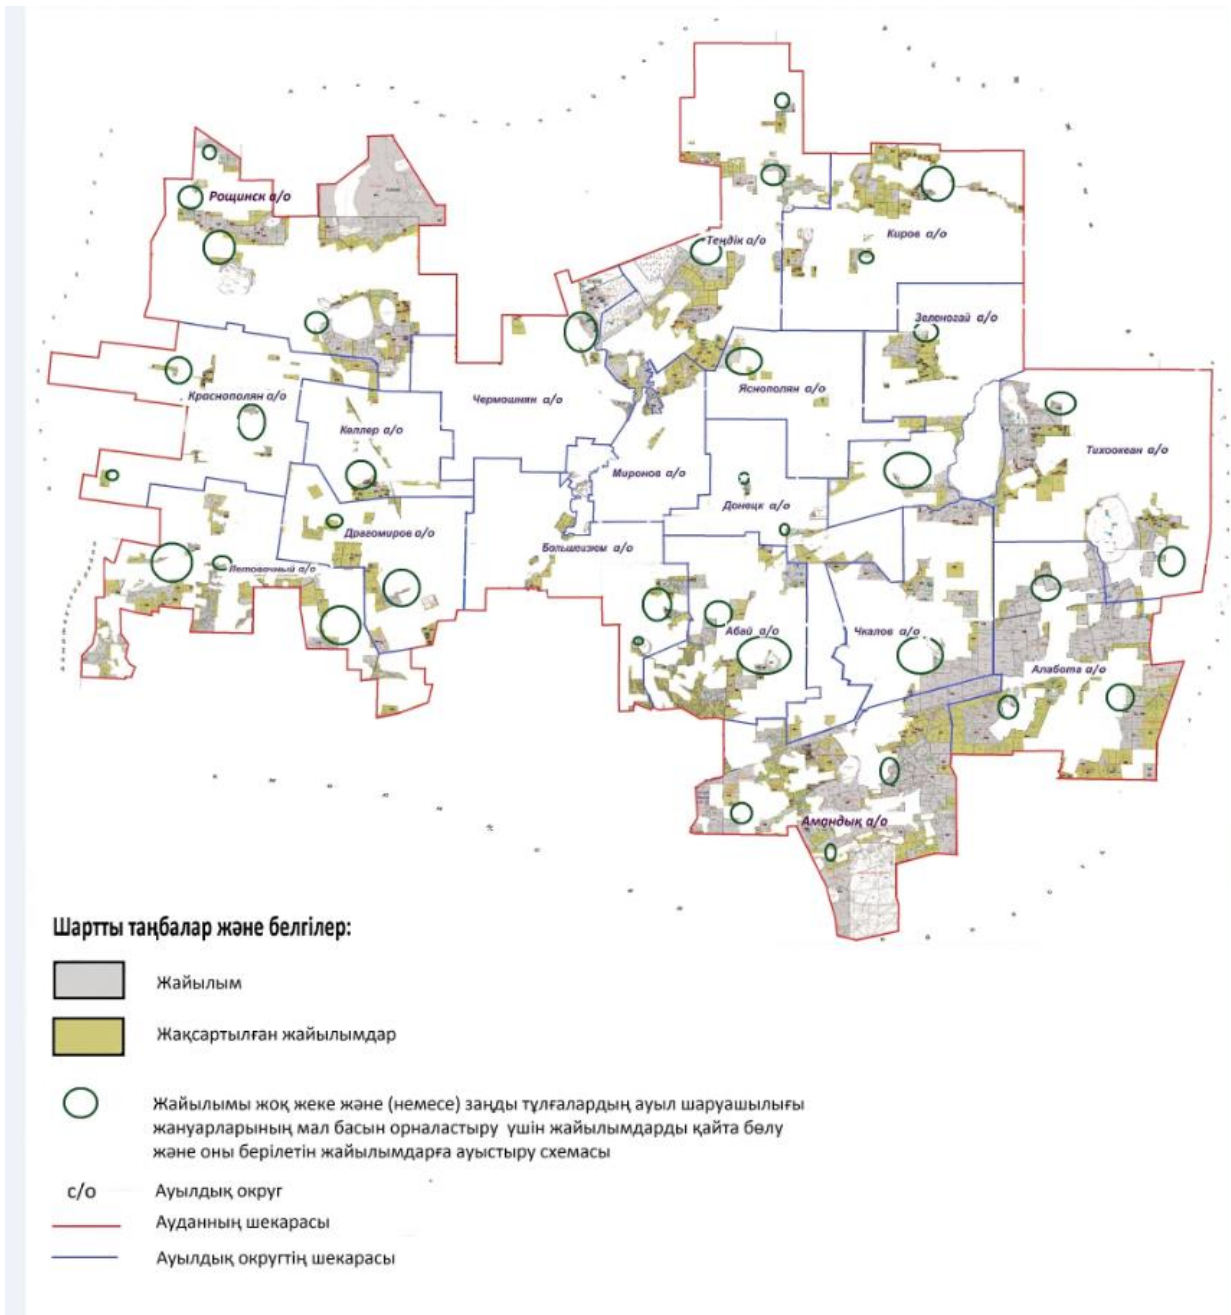 Рощинск а/о
Теңдік а/о
Киров а/о
Зеленогай а/о
Краснополян а/о
Чермошнян а/о
Яснополян а/о
Келлер а/о
Тихоокеан а/о
Миронов а/о
Донецк а/о
Драгомиров а/о
Большеизюм а/о
Летовочный а/о
Абай а/о
Чкалов а/о
Алабота а/о
Амандық а/о
Шартты таңбалар және белгілер:
Жайылым
Жақсартылған жайылымдар
Жайылымы жоқ жеке және (немесе) заңды тұлғалардың ауыл шаруашылығы
жануарларының мал басын орналастыру үшін жайылымдарды қайта бөлу
және оны берілетін жайылымдарға ауыстыру схемасы
с/о Ауылдық округ
Ауданның шекарасы
Ауылдық округтің шекарасы